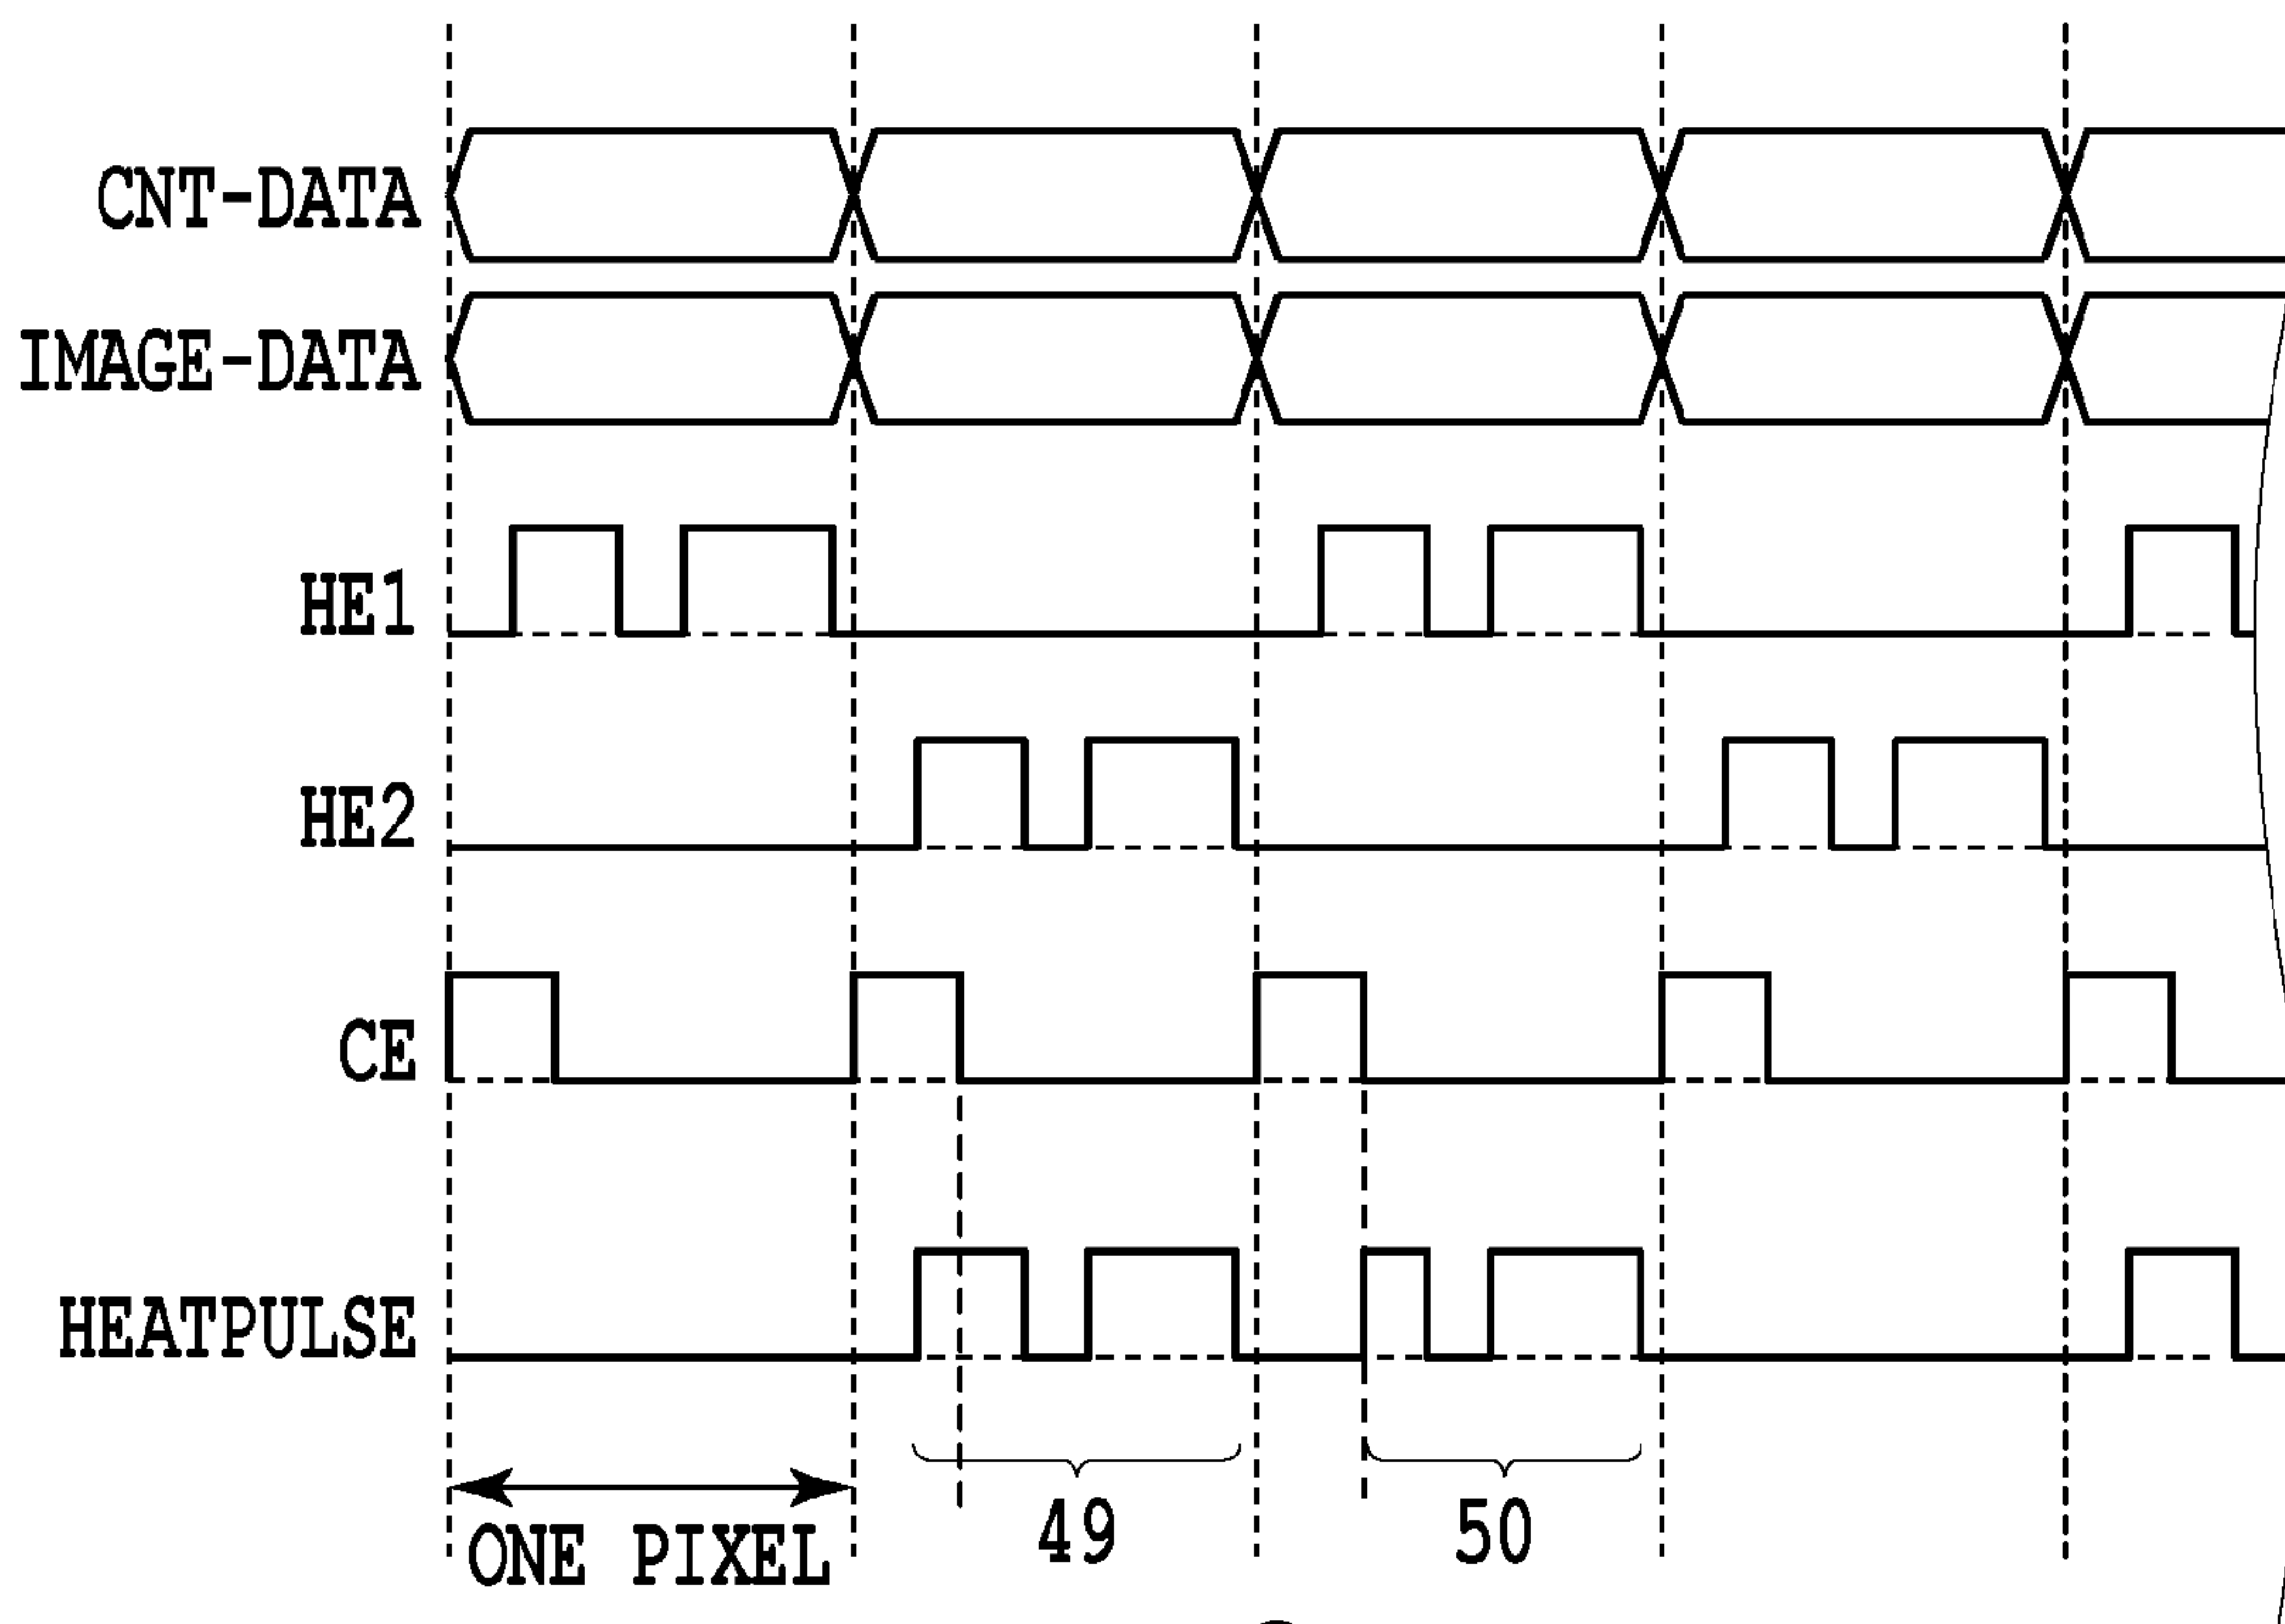 CNT-DATA
IMAGE-DATA
HE1
HE2
CE
HEATPULSE
ONE PIXEL
49
50